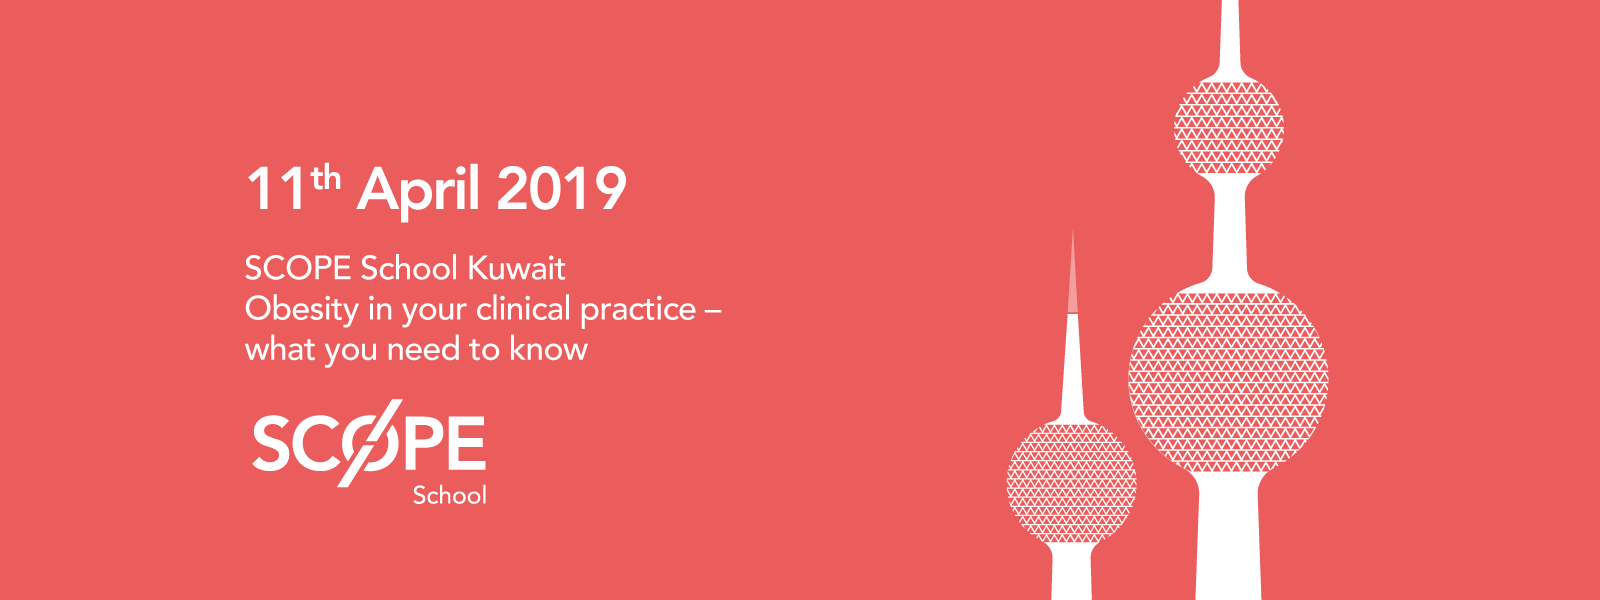 11th April 2019
SCOPE School Kuwait
Obesity in your clinical practice –
what you need to know
SCOPE
School